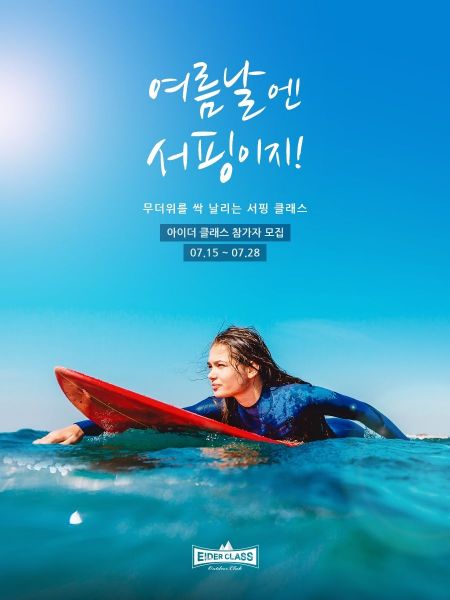 여름날엔
서핑이지!
무더위를 싹 날리는 서핑 클래스
아이더 클래스 참가자 모집
07.15 ~ 07.28
EIDER CLASS
Outdoor Club